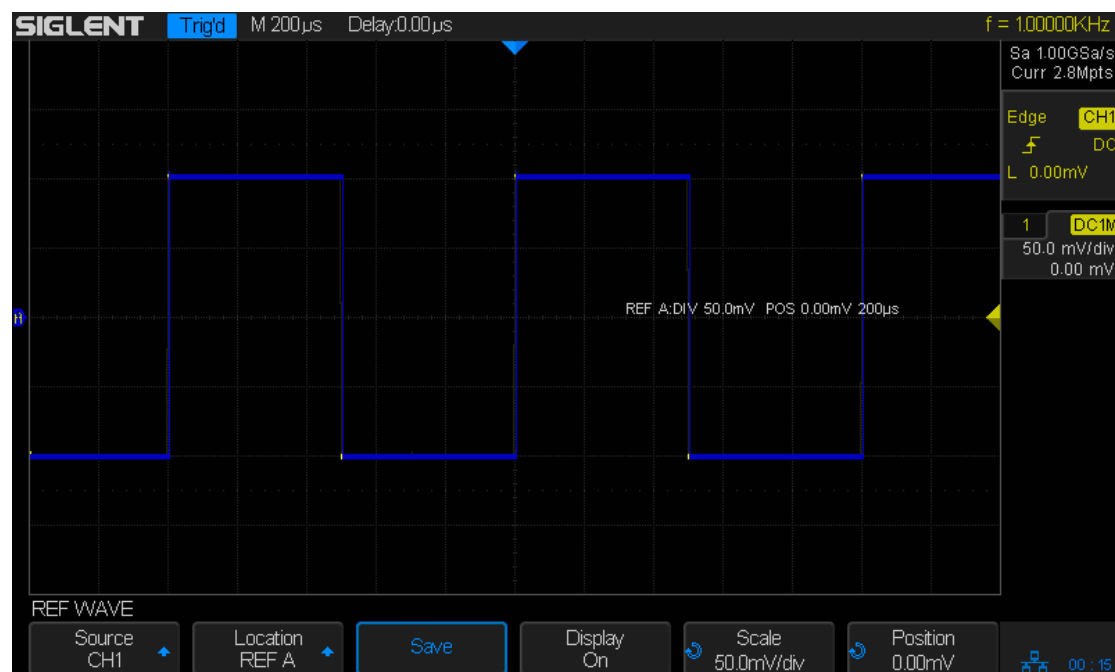 SIGLENT Trig'd M 200µs Delay:0.00µs f = 1.00000KHz
Sa 1.00GSa/s
Curr 2.8Mpts
Edge CH1
DC
L 0.00mV
1 DC1M
50.0 mV/div
0.00 mV
REF A:DIV 50.0mV POS 0.00mV 200µs
A
REF WAVE
Source
CH1
Location
REF A
Save
Display
On
Scale
50.0mV/div
Position
0.00mV
00:15